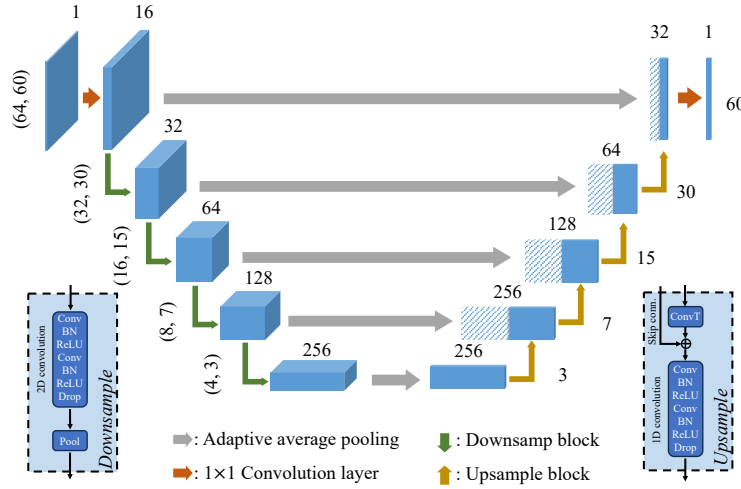 1
16
32
1
(64, 60)
60
32
64
(32, 30)
30
64
128
(16, 15)
15
128
256
(8, 7)
7
256
256
(4, 3)
3
2D convolution
Conv
BN
ReLU
Conv
BN
ReLU
Drop
Pool
Downsample
Skip conn.
ConvT
1D convolution
Conv
BN
ReLU
Conv
BN
ReLU
Drop
Upsample
: Adaptive average pooling
: Downsamp block
: 1×1 Convolution layer
: Upsample block